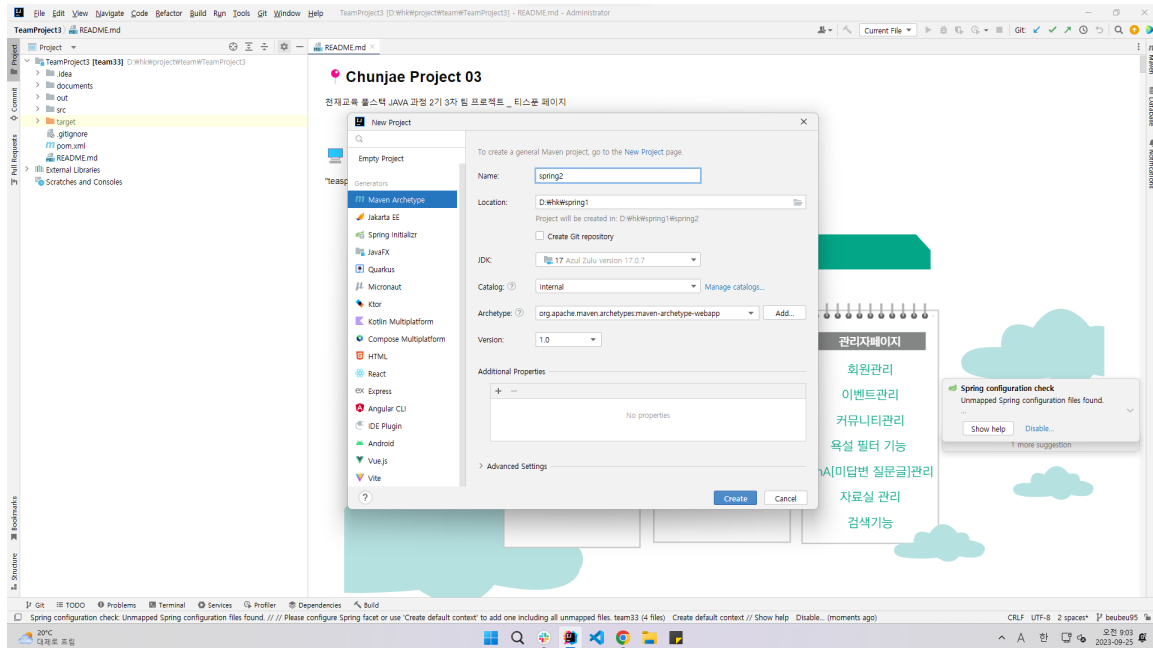 File Edit View Navigate Code Refactor Build Run Tools Git Window Help TeamProject3 [D:₩hk₩project₩team₩TeamProject3] - README.md - Administrator
TeamProject3 README.md
Current File
Git:
Project
README.md
Project
Commit
Pull Requests
Bookmarks
Structure
Maven
Database
Notifications
TeamProject3 [team33] D:₩hk₩project₩team₩TeamProject3
.idea
documents
out
src
target
.gitignore
pom.xml
README.md
External Libraries
Scratches and Consoles
Chunjae Project 03
천재교육 풀스택 JAVA 과정 2기 3차 팀 프로젝트 _ 티스푼 페이지
"teasp
New Project
Empty Project
Generators
Maven Archetype
Jakarta EE
Spring Initializr
JavaFX
Quarkus
Micronaut
Ktor
Kotlin Multiplatform
Compose Multiplatform
HTML
React
Express
Angular CLI
IDE Plugin
Android
Vue.js
Vite
To create a general Maven project, go to the New Project page.
Name: spring2
Location: D:₩hk₩spring1
Project will be created in: D:₩hk₩spring1₩spring2
Create Git repository
JDK: 17 Azul Zulu version 17.0.7
Catalog: Internal Manage catalogs...
Archetype: org.apache.maven.archetypes:maven-archetype-webapp Add...
Version: 1.0
Additional Properties
No properties
Advanced Settings
?
Create Cancel
관리자페이지
회원관리
이벤트관리
커뮤니티관리
욕설 필터 기능
nA[미답변 질문글]관리
자료실 관리
검색기능
Spring configuration check
Unmapped Spring configuration files found.
...
Show help Disable...
1 more suggestion
Git TODO Problems Terminal Services Profiler Dependencies Build
Spring configuration check: Unmapped Spring configuration files found. // // Please configure Spring facet or use 'Create default context' to add one including all unmapped files. team33 (4 files) Create default context // Show help Disable... (moments ago) CRLF UTF-8 2 spaces* beubeu95
20°C
대체로 흐림
A 한
오전 9:03
2023-09-25